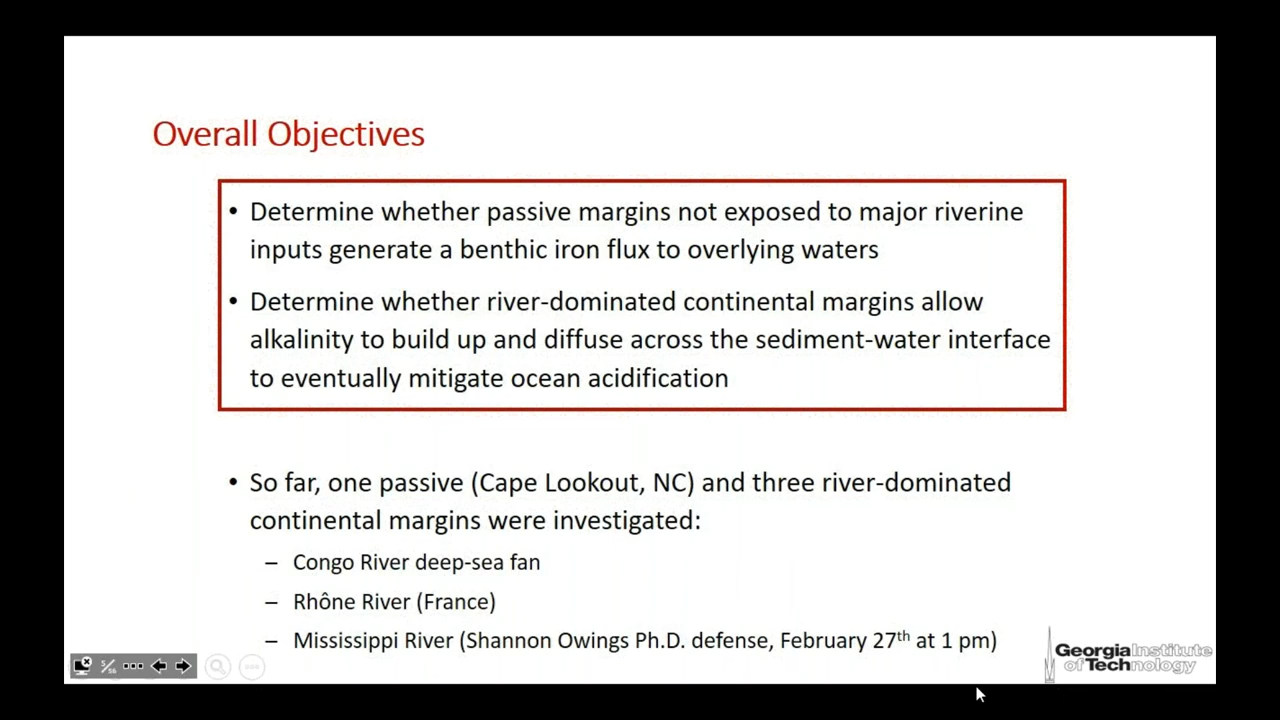 Overall Objectives
• Determine whether passive margins not exposed to major riverine
inputs generate a benthic iron flux to overlying waters
• Determine whether river-dominated continental margins allow
alkalinity to build up and diffuse across the sediment-water interface
to eventually mitigate ocean acidification
• So far, one passive (Cape Lookout, NC) and three river-dominated
continental margins were investigated:
– Congo River deep-sea fan
– Rhône River (France)
– Mississippi River (Shannon Owings Ph.D. defense, February 27th at 1 pm)
Georgia Institute
of Technology